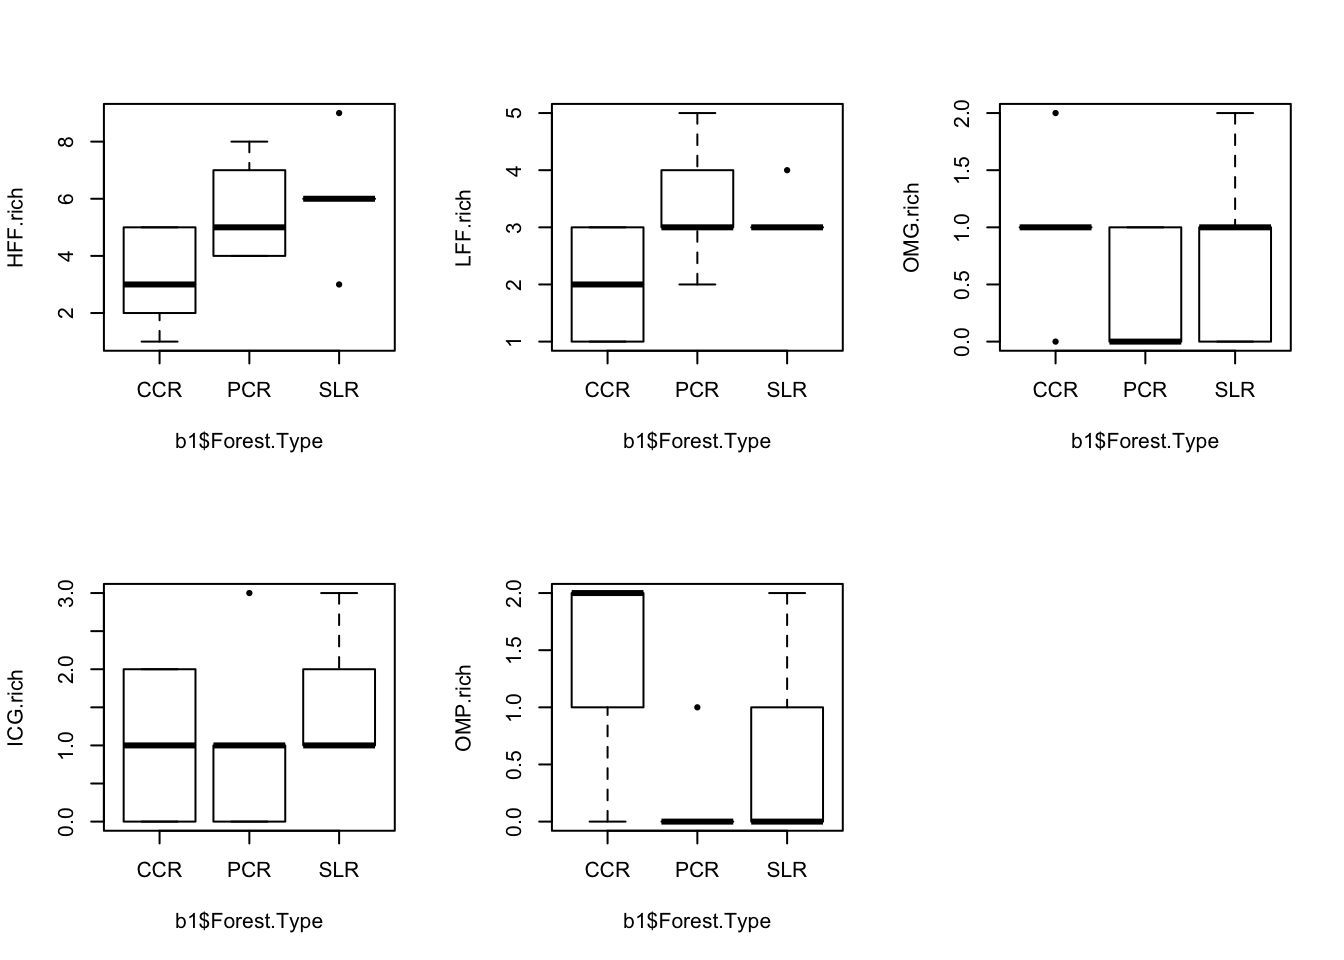 HFF.rich
8
6
4
2
CCR PCR SLR
b1$Forest.Type
LFF.rich
5
4
3
2
1
CCR PCR SLR
b1$Forest.Type
OMG.rich
2.0
1.5
1.0
0.5
0.0
CCR PCR SLR
b1$Forest.Type
ICG.rich
3.0
2.0
1.0
0.0
CCR PCR SLR
b1$Forest.Type
OMP.rich
2.0
1.5
1.0
0.5
0.0
CCR PCR SLR
b1$Forest.Type